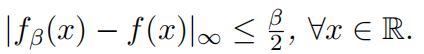 |f_β(x) − f(x)|_∞ ≤ β/2, ∀x ∈ ℝ.